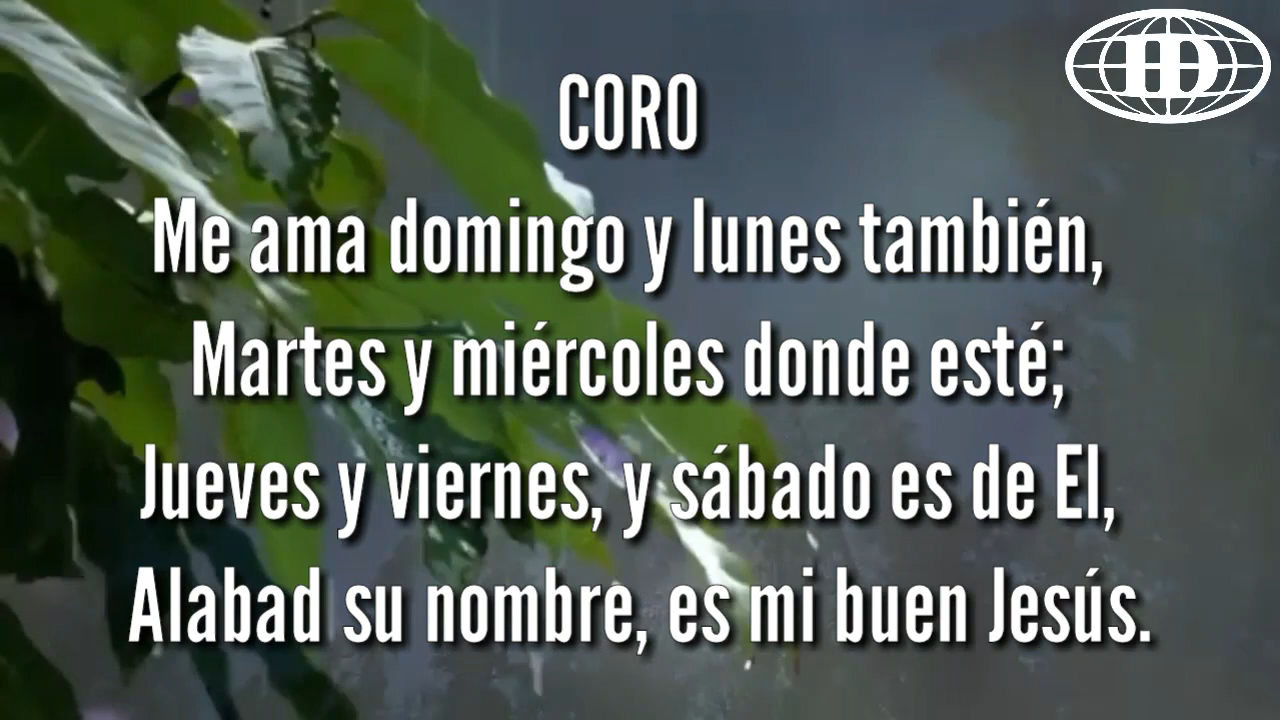 CORO
Me ama domingo y lunes también,
Martes y miércoles donde esté;
Jueves y viernes, y sábado es de El,
Alabad su nombre, es mi buen Jesús.